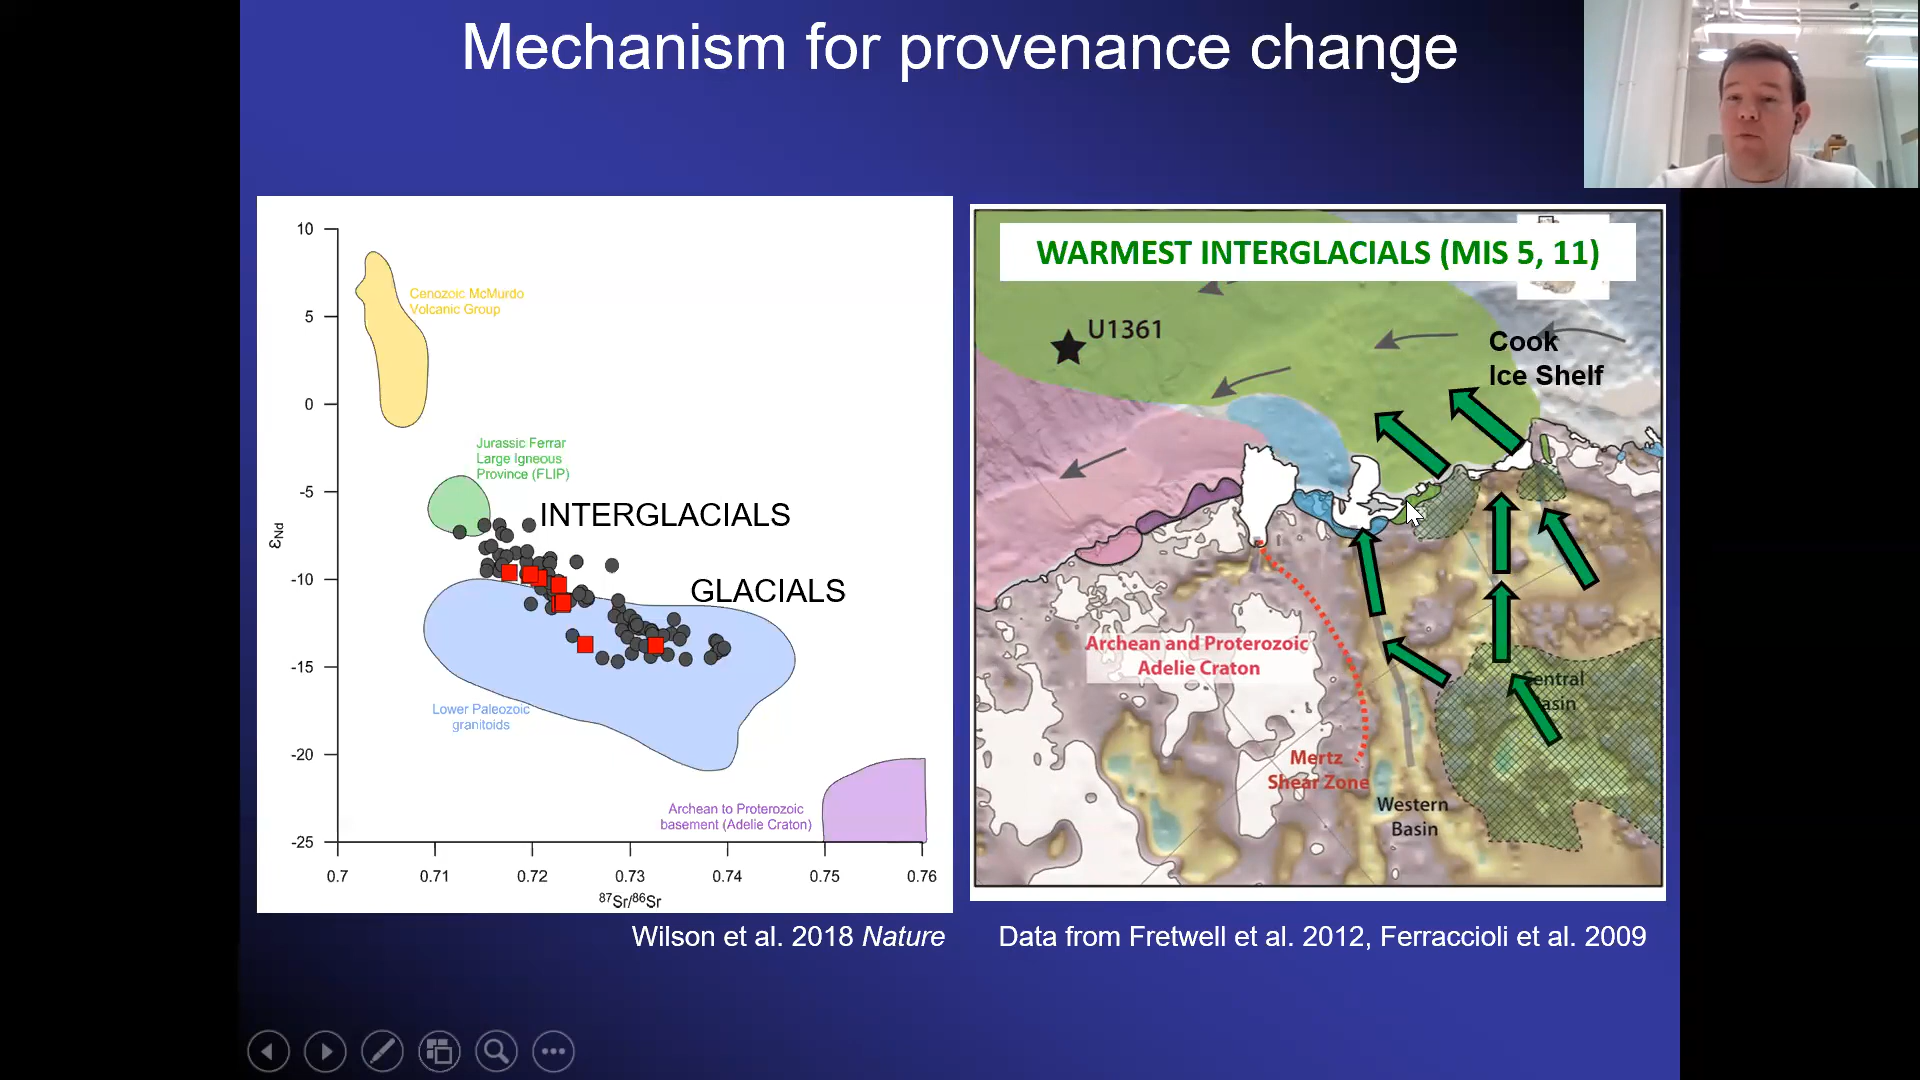 Mechanism for provenance change
10
5
0
-5
-10
-15
-20
-25
εNd
0.7
0.71
0.72
0.73
0.74
0.75
0.76
87Sr/86Sr
Cenozoic McMurdo
Volcanic Group
Jurassic Ferrar
Large Igneous
Province (FLIP)
INTERGLACIALS
GLACIALS
Lower Paleozoic
granitoids
Archean to Proterozoic
basement (Adelie Craton)
WARMEST INTERGLACIALS (MIS 5, 11)
U1361
Cook
Ice Shelf
Archean and Proterozoic
Adelie Craton
Mertz
Shear Zone
Western
Basin
entral
asin
Wilson et al. 2018 Nature
Data from Fretwell et al. 2012, Ferraccioli et al. 2009